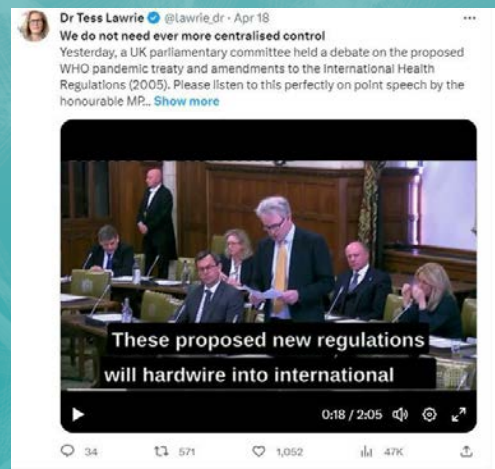 Dr Tess Lawrie @lawrie_dr · Apr 18
We do not need ever more centralised control
Yesterday, a UK parliamentary committee held a debate on the proposed
WHO pandemic treaty and amendments to the International Health
Regulations (2005). Please listen to this perfectly on point speech by the
honourable MP... Show more
These proposed new regulations
will hardwire into international
0:18 / 2:05
34 571 1,052 47K